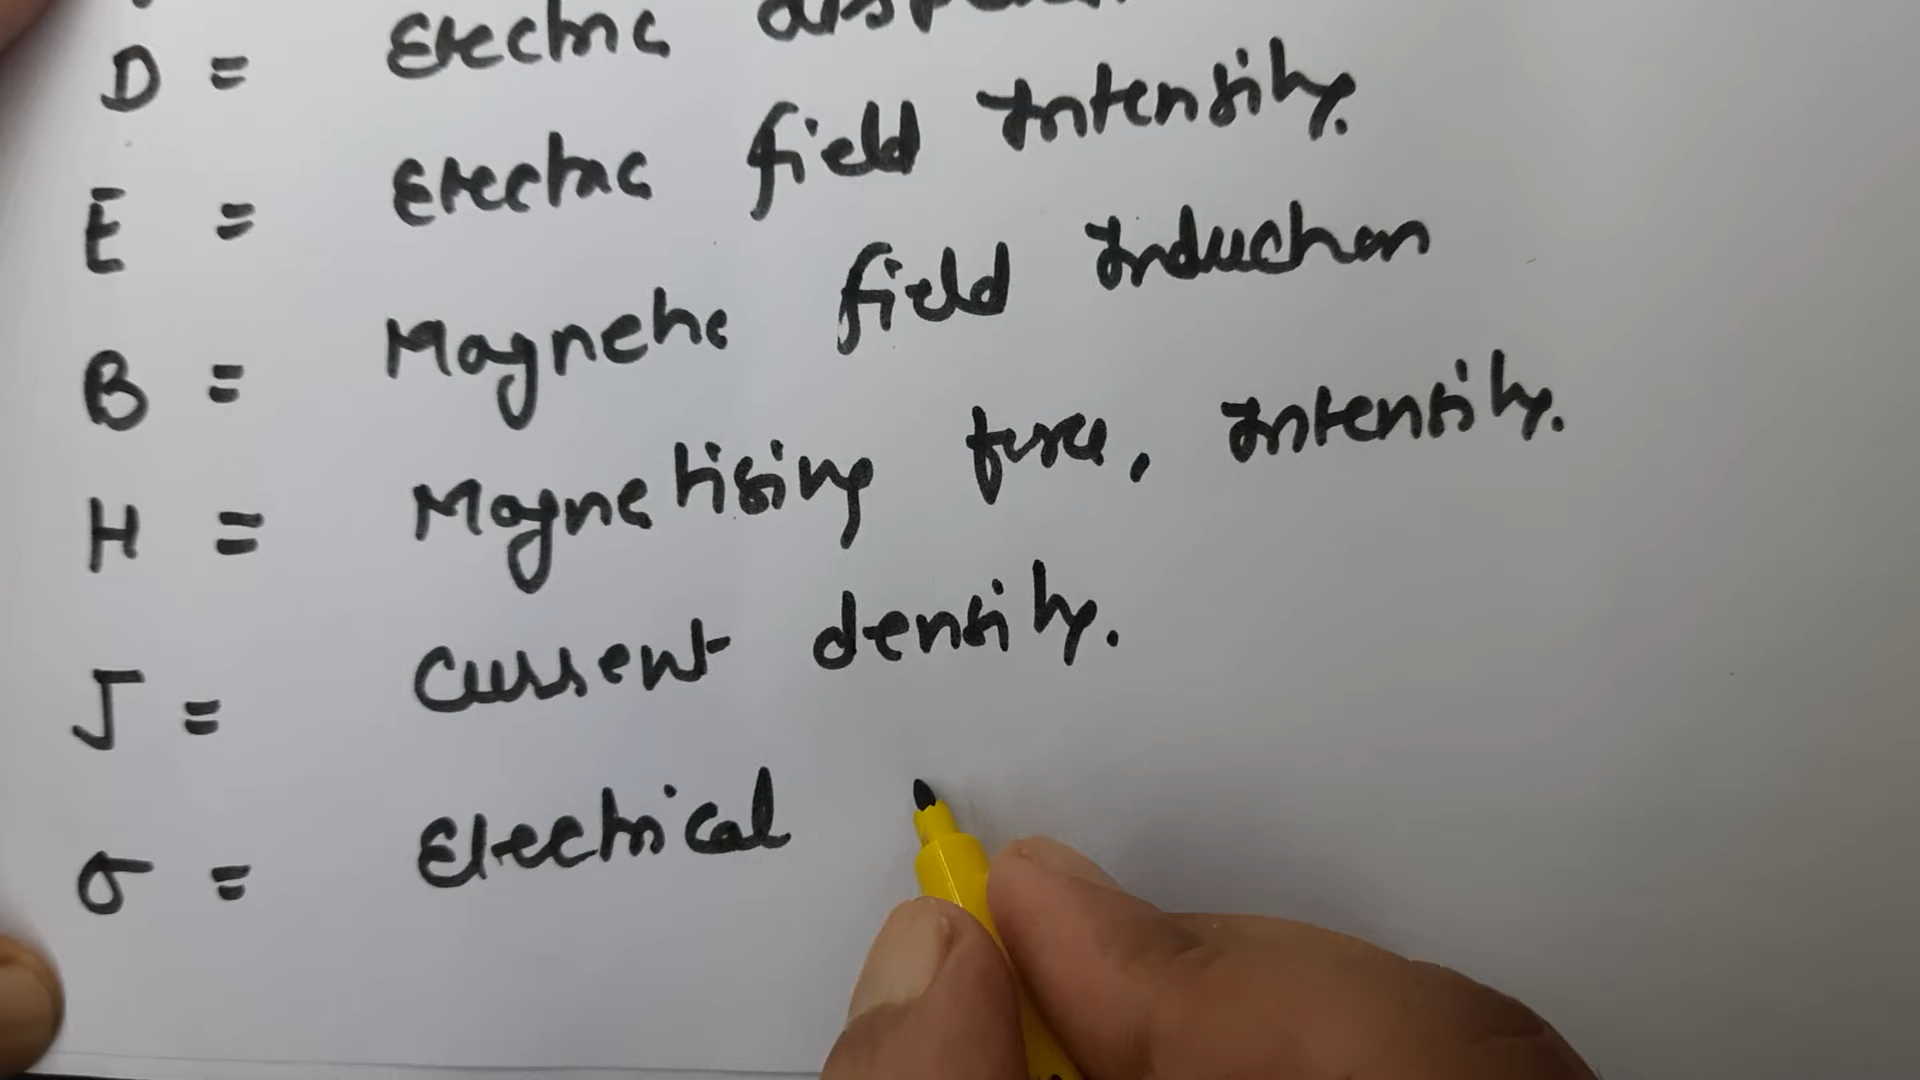 D = Electric
E = Electric field Intensity.
B = Magnetic field Induction
H = Magnetising force, Intensity.
J = Current density.
σ = Electrical